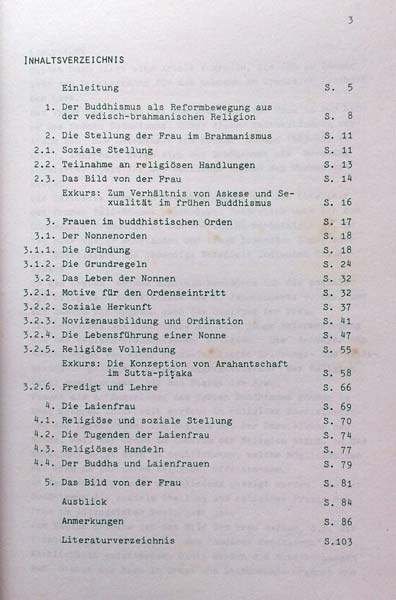 3
INHALTSVERZEICHNIS
Einleitung S. 5
1. Der Buddhismus als Reformbewegung aus
der vedisch-brahmanischen Religion S. 8
2. Die Stellung der Frau im Brahmanismus S. 11
2.1. Soziale Stellung S. 11
2.2. Teilnahme an religiösen Handlungen S. 13
2.3. Das Bild von der Frau S. 14
Exkurs: Zum Verhältnis von Askese und Se-
xualität im frühen Buddhismus S. 16
3. Frauen im buddhistischen Orden S. 17
3.1. Der Nonnenorden S. 18
3.1.1. Die Gründung S. 18
3.1.2. Die Grundregeln S. 24
3.2. Das Leben der Nonnen S. 32
3.2.1. Motive für den Ordenseintritt S. 32
3.2.2. Soziale Herkunft S. 37
3.2.3. Novizenausbildung und Ordination S. 41
3.2.4. Die Lebensführung einer Nonne S. 47
3.2.5. Religiöse Vollendung S. 55
Exkurs: Die Konzeption von Arahantschaft
im Sutta-piṭaka S. 58
3.2.6. Predigt und Lehre S. 66
4. Die Laienfrau S. 69
4.1. Religiöse und soziale Stellung S. 70
4.2. Die Tugenden der Laienfrau S. 74
4.3. Religiöses Handeln S. 77
4.4. Der Buddha und Laienfrauen S. 79
5. Das Bild von der Frau S. 81
Ausblick S. 84
Anmerkungen S. 86
Literaturverzeichnis S.103